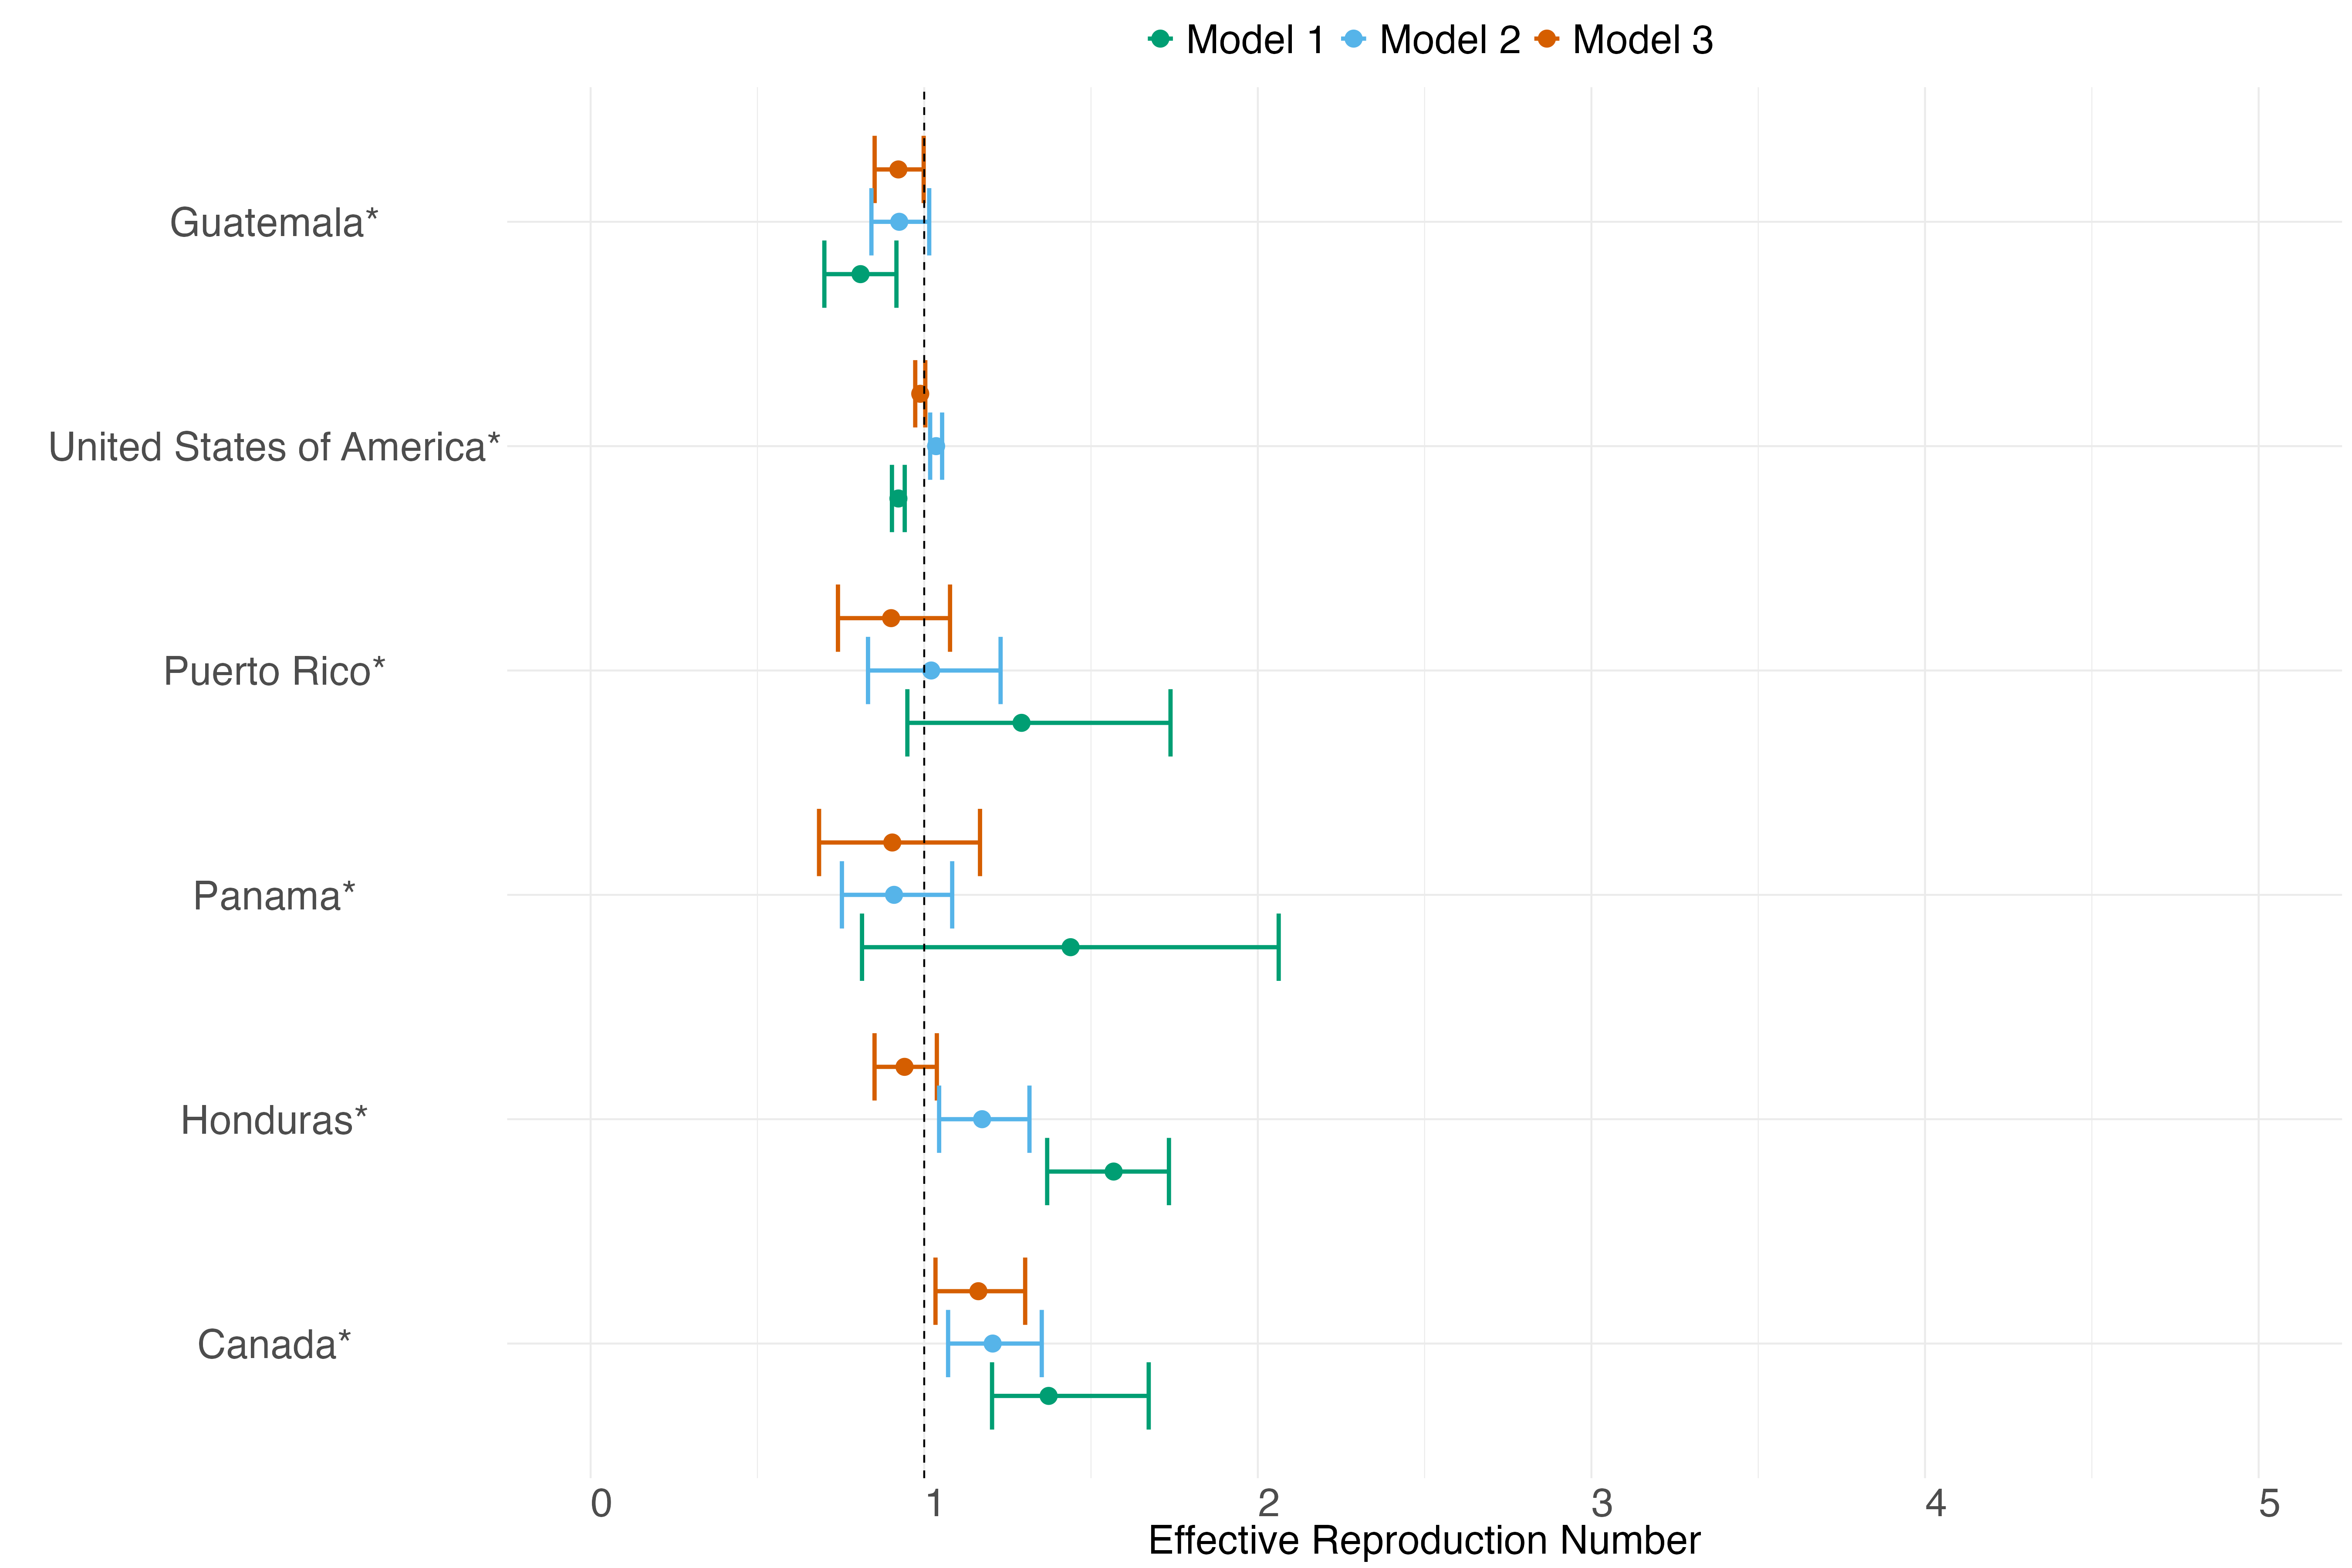 Model 1 Model 2 Model 3
Guatemala*
United States of America*
Puerto Rico*
Panama*
Honduras*
Canada*
0 1 2 3 4 5
Effective Reproduction Number